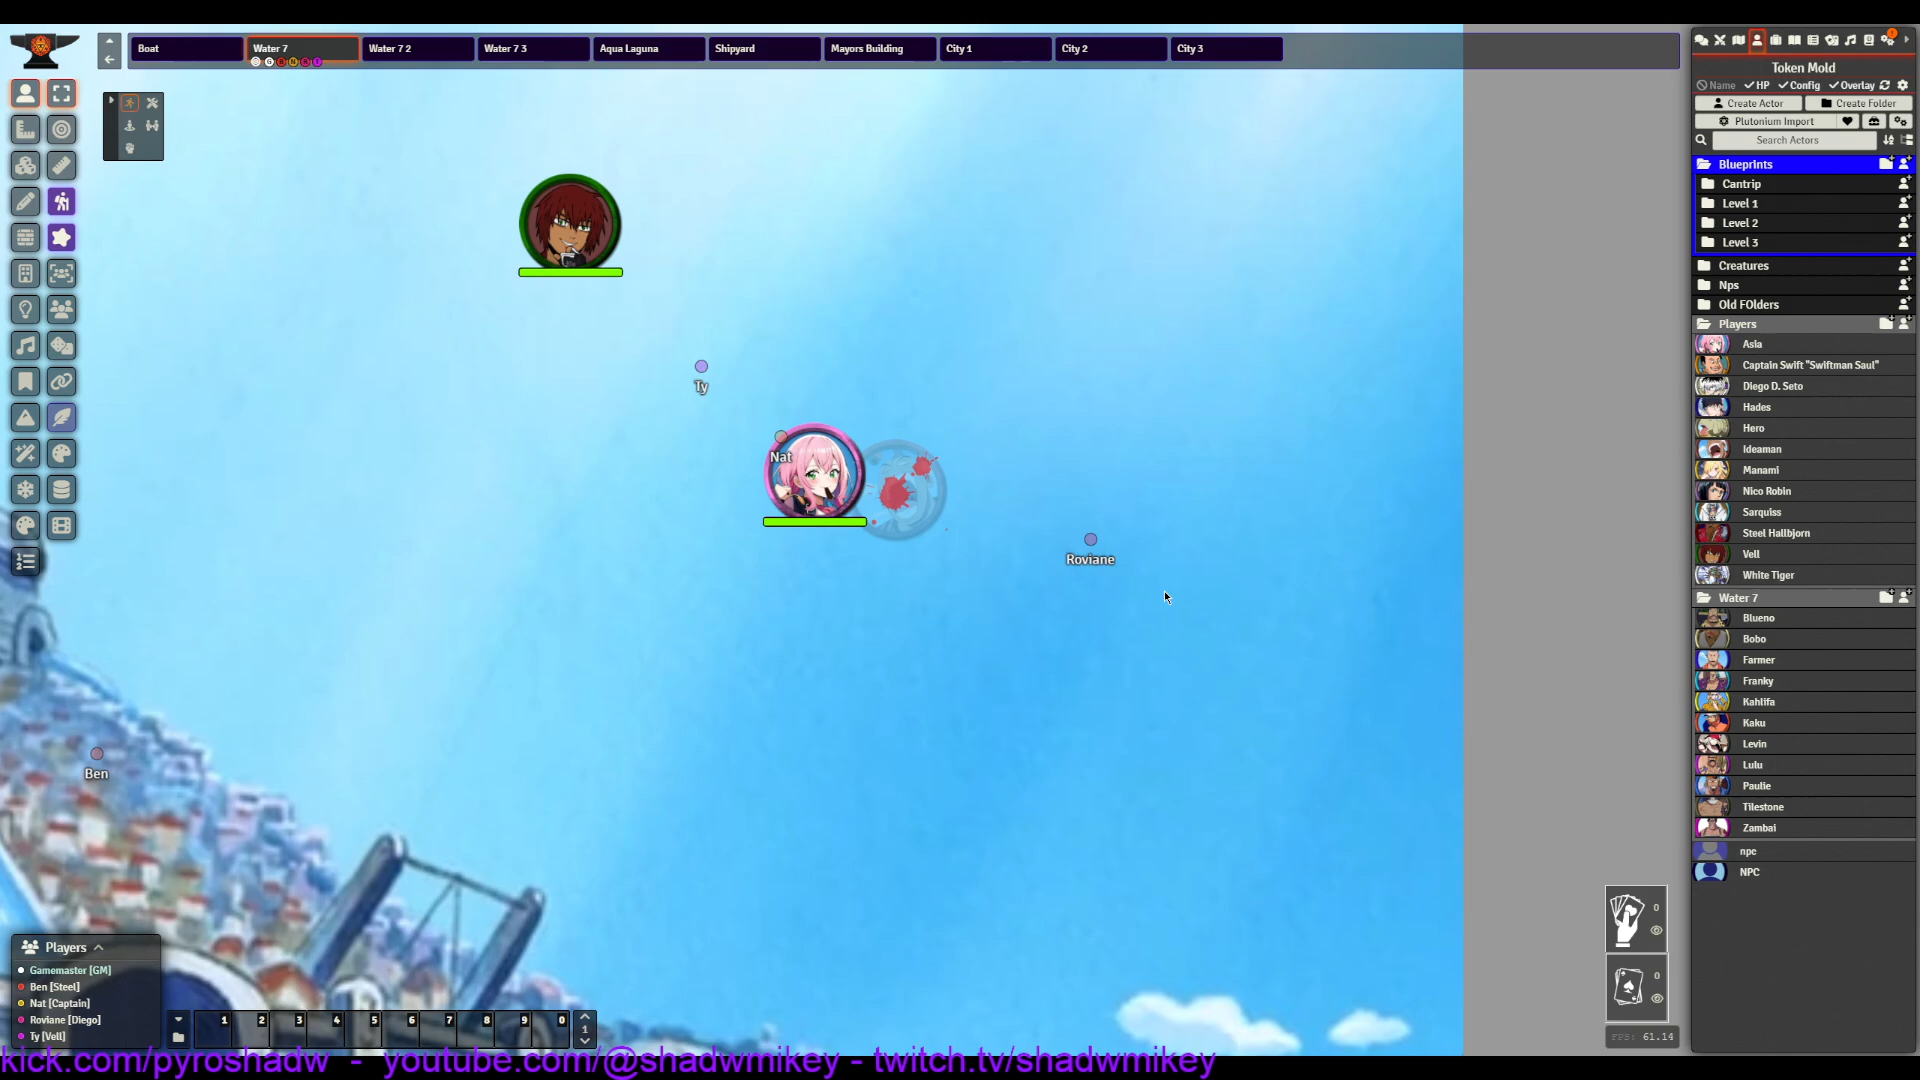 Boat
Water 7
Water 7 2
Water 7 3
Aqua Laguna
Shipyard
Mayors Building
City 1
City 2
City 3
Token Mold
Name
HP
Config
Overlay
Create Actor
Create Folder
Plutonium Import
Search Actors
Blueprints
Cantrip
Level 1
Level 2
Level 3
Creatures
Nps
Old FOlders
Players
Asia
Captain Swift "Swiftman Saul"
Diego D. Seto
Hades
Hero
Ideaman
Manami
Nico Robin
Sarquiss
Steel Hallbjorn
Vell
White Tiger
Water 7
Blueno
Bobo
Farmer
Franky
Kahlifa
Kaku
Levin
Lulu
Paulie
Tilestone
Zambai
npc
NPC
Ty
Nat
Roviane
Ben
Players
Gamemaster [GM]
Ben [Steel]
Nat [Captain]
Roviane [Diego]
Ty [Vell]
1 2 3 4 5 6 7 8 9 0
1
0
0
FPS: 61.14
kick.com/pyroshadw - youtube.com/@shadwmikey - twitch.tv/shadwmikey